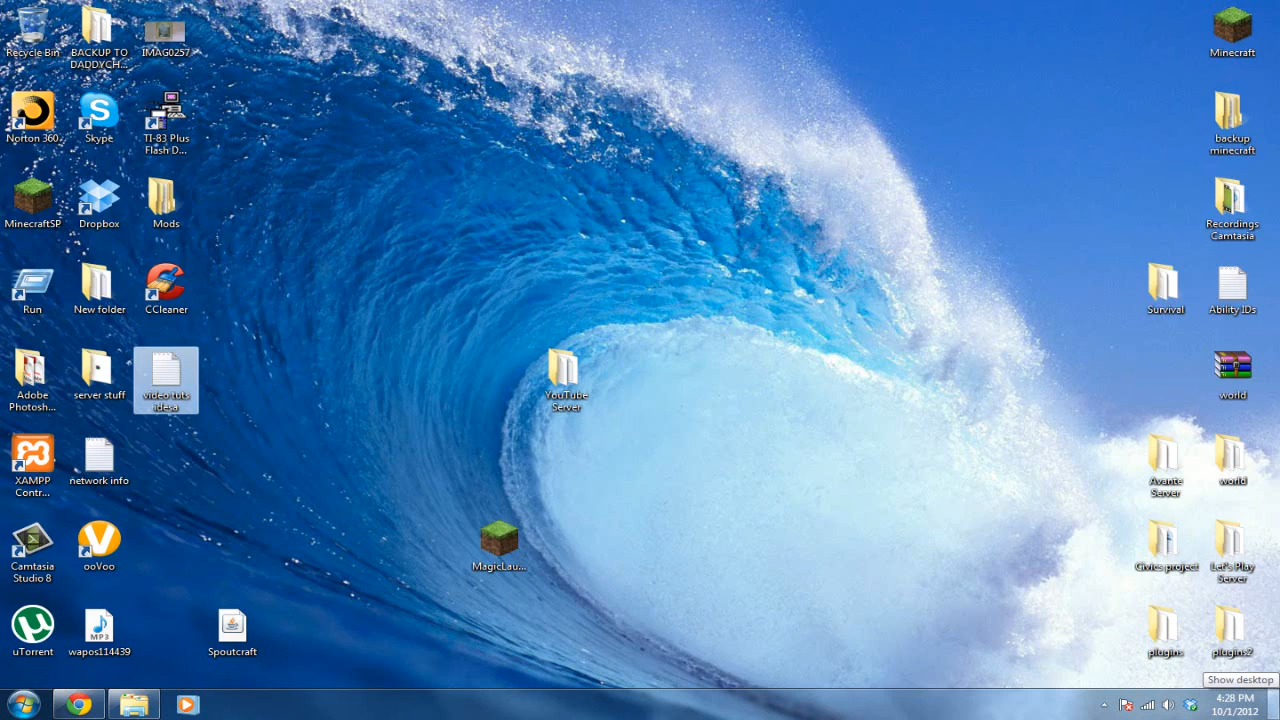 Recycle Bin
BACKUP TO
DADDYCH...
IMAG0257
Minecraft
Norton 360
Skype
TI-83 Plus
Flash D...
backup
minecraft
MinecraftSP
Dropbox
Mods
Recordings
Camtasia
Run
New folder
CCleaner
Survival
Ability IDs
Adobe
Photosh...
server stuff
video tuts
idesa
YouTube
Server
world
XAMPP
Contr...
network info
Avante
Server
world
Camtasia
Studio 8
ooVoo
MagicLau...
Civics project
Let's Play
Server
uTorrent
MP3
wapos114439
Spoutcraft
plugins
plugins2
Show desktop
4:28 PM
10/1/2012